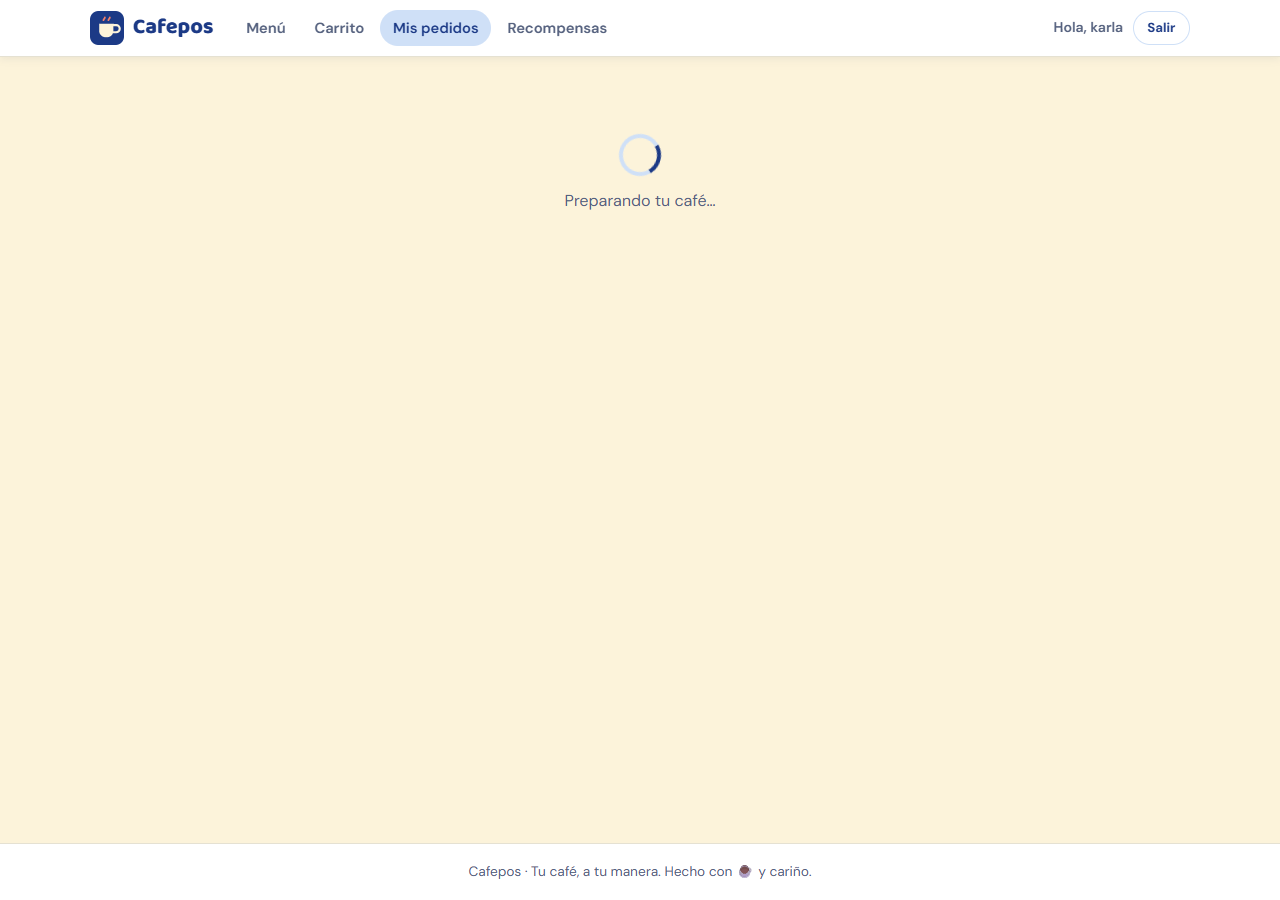 Cafepos
Menú
Carrito
Mis pedidos
Recompensas
Hola, karla
Salir
Preparando tu café...
Cafepos · Tu café, a tu manera. Hecho con y cariño.